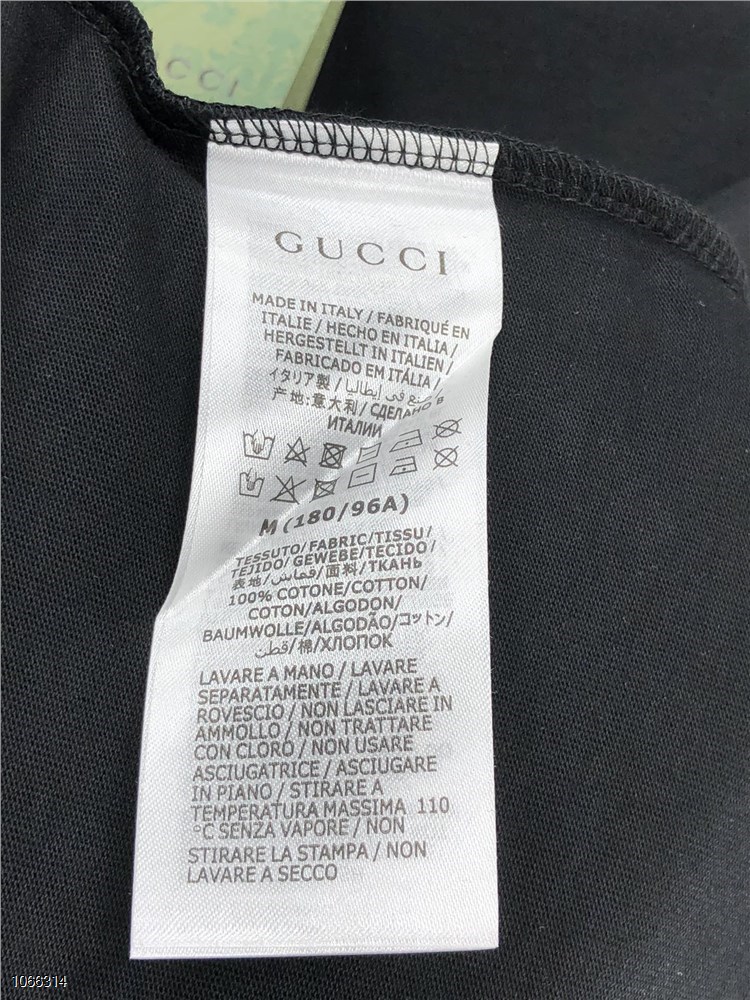 GUCCI
GUCCI
MADE IN ITALY / FABRIQUÉ EN
ITALIE / HECHO EN ITALIA /
HERGESTELLT IN ITALIEN /
FABRICADO EM ITÁLIA /
イタリア製 / صنع في إيطاليا /
产地:意大利 / СДЕЛАНО В
ИТАЛИИ
M (180/96A)
TESSUTO/FABRIC/TISSU/
TEJIDO/GEWEBE/TECIDO/
表地/قماش/面料/ТКАНЬ
100% COTONE/COTTON/
COTON/ALGODON/
BAUMWOLLE/ALGODÃO/コットン/
قطن/棉/ХЛОПОК
LAVARE A MANO / LAVARE
SEPARATAMENTE / LAVARE A
ROVESCIO / NON LASCIARE IN
AMMOLLO / NON TRATTARE
CON CLORO / NON USARE
ASCIUGATRICE / ASCIUGARE
IN PIANO / STIRARE A
TEMPERATURA MASSIMA 110
°C SENZA VAPORE / NON
STIRARE LA STAMPA / NON
LAVARE A SECCO
1066314